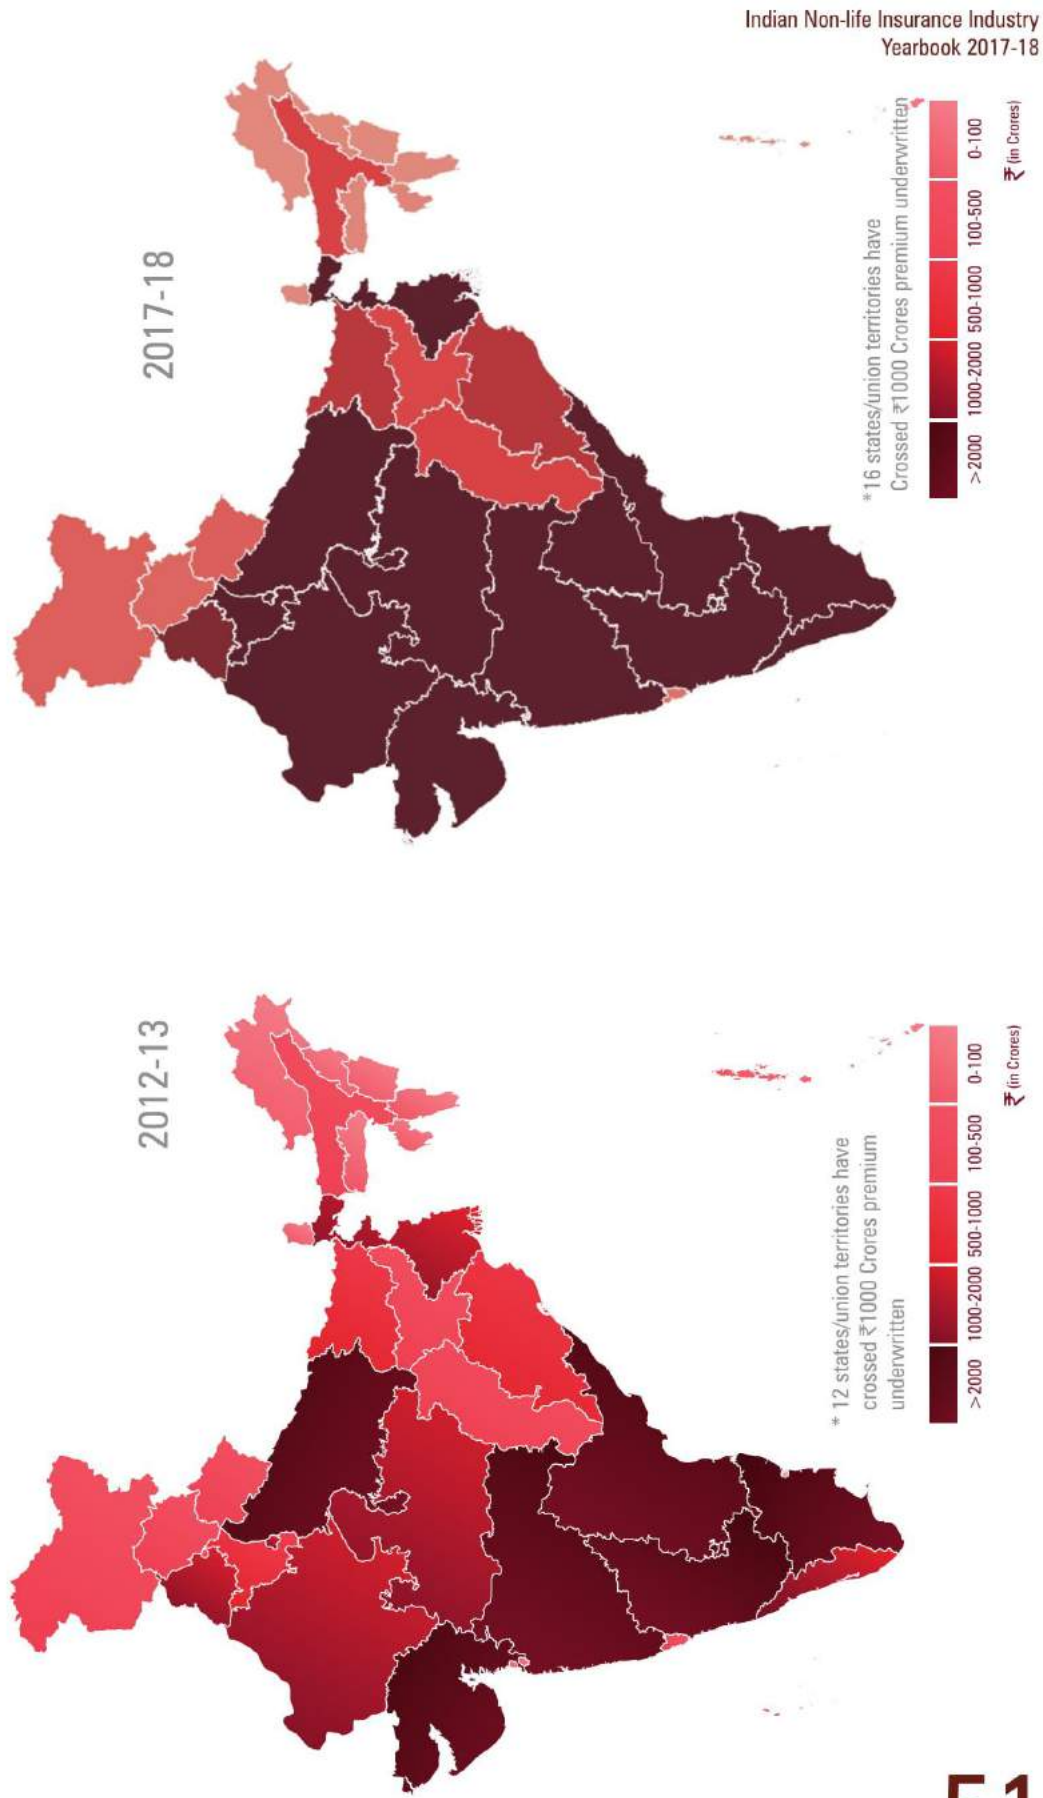 Indian Non-life Insurance Industry
Yearbook 2017-18
2017-18
*16 states/union territories have
Crossed ₹1000 Crores premium underwritten
>2000 1000-2000 500-1000 100-500 0-100
₹ (in Crores)
2012-13
* 12 states/union territories have
crossed ₹1000 Crores premium
underwritten
>2000 1000-2000 500-1000 100-500 0-100
₹ (in Crores)